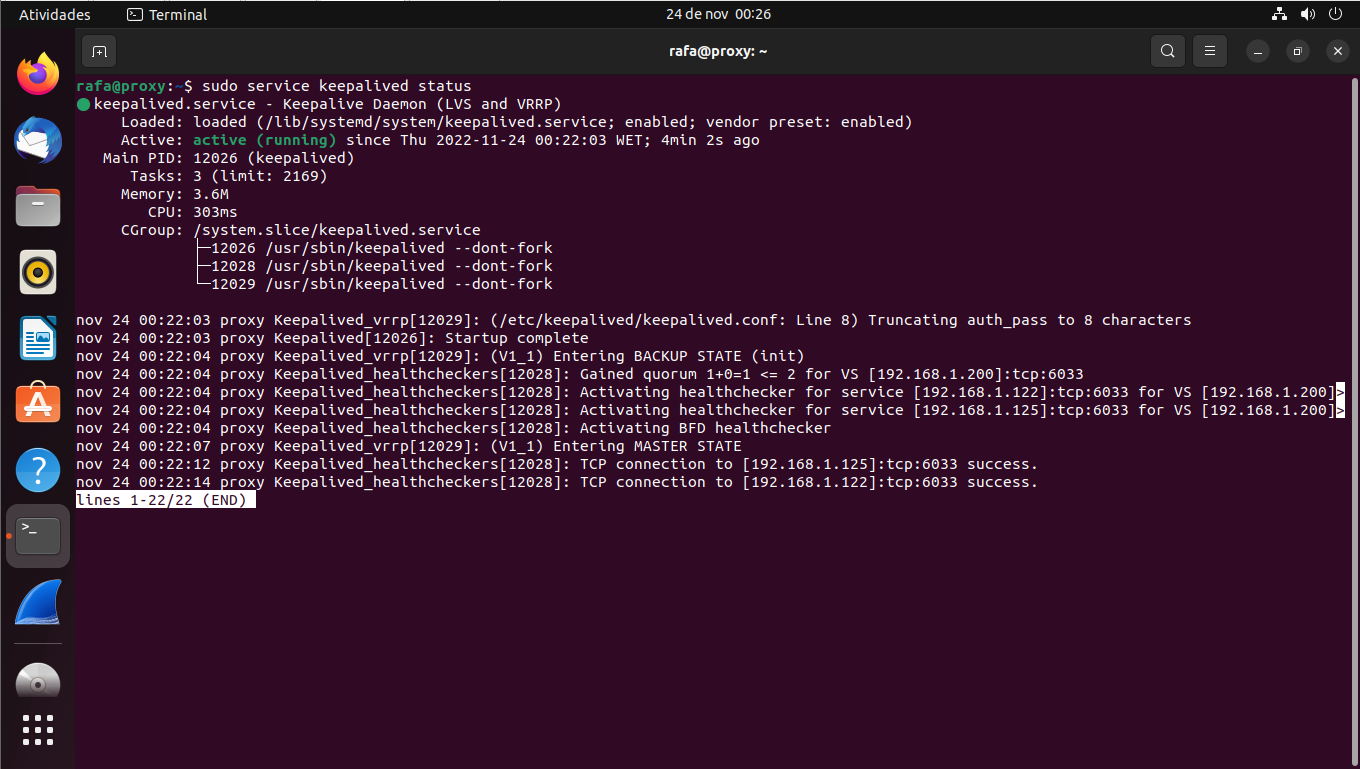 Atividades
Terminal
24 de nov 00:26
rafa@proxy: ~
rafa@proxy:~$ sudo service keepalived status
keepalived.service - Keepalive Daemon (LVS and VRRP)
Loaded: loaded (/lib/systemd/system/keepalived.service; enabled; vendor preset: enabled)
Active: active (running) since Thu 2022-11-24 00:22:03 WET; 4min 2s ago
Main PID: 12026 (keepalived)
Tasks: 3 (limit: 2169)
Memory: 3.6M
CPU: 303ms
CGroup: /system.slice/keepalived.service
├─12026 /usr/sbin/keepalived --dont-fork
├─12028 /usr/sbin/keepalived --dont-fork
└─12029 /usr/sbin/keepalived --dont-fork
nov 24 00:22:03 proxy Keepalived_vrrp[12029]: (/etc/keepalived/keepalived.conf: Line 8) Truncating auth_pass to 8 characters
nov 24 00:22:03 proxy Keepalived[12026]: Startup complete
nov 24 00:22:04 proxy Keepalived_vrrp[12029]: (V1_1) Entering BACKUP STATE (init)
nov 24 00:22:04 proxy Keepalived_healthcheckers[12028]: Gained quorum 1+0=1 <= 2 for VS [192.168.1.200]:tcp:6033
nov 24 00:22:04 proxy Keepalived_healthcheckers[12028]: Activating healthchecker for service [192.168.1.122]:tcp:6033 for VS [192.168.1.200]>
nov 24 00:22:04 proxy Keepalived_healthcheckers[12028]: Activating healthchecker for service [192.168.1.125]:tcp:6033 for VS [192.168.1.200]>
nov 24 00:22:04 proxy Keepalived_healthcheckers[12028]: Activating BFD healthchecker
nov 24 00:22:07 proxy Keepalived_vrrp[12029]: (V1_1) Entering MASTER STATE
nov 24 00:22:12 proxy Keepalived_healthcheckers[12028]: TCP connection to [192.168.1.125]:tcp:6033 success.
nov 24 00:22:14 proxy Keepalived_healthcheckers[12028]: TCP connection to [192.168.1.122]:tcp:6033 success.
lines 1-22/22 (END)